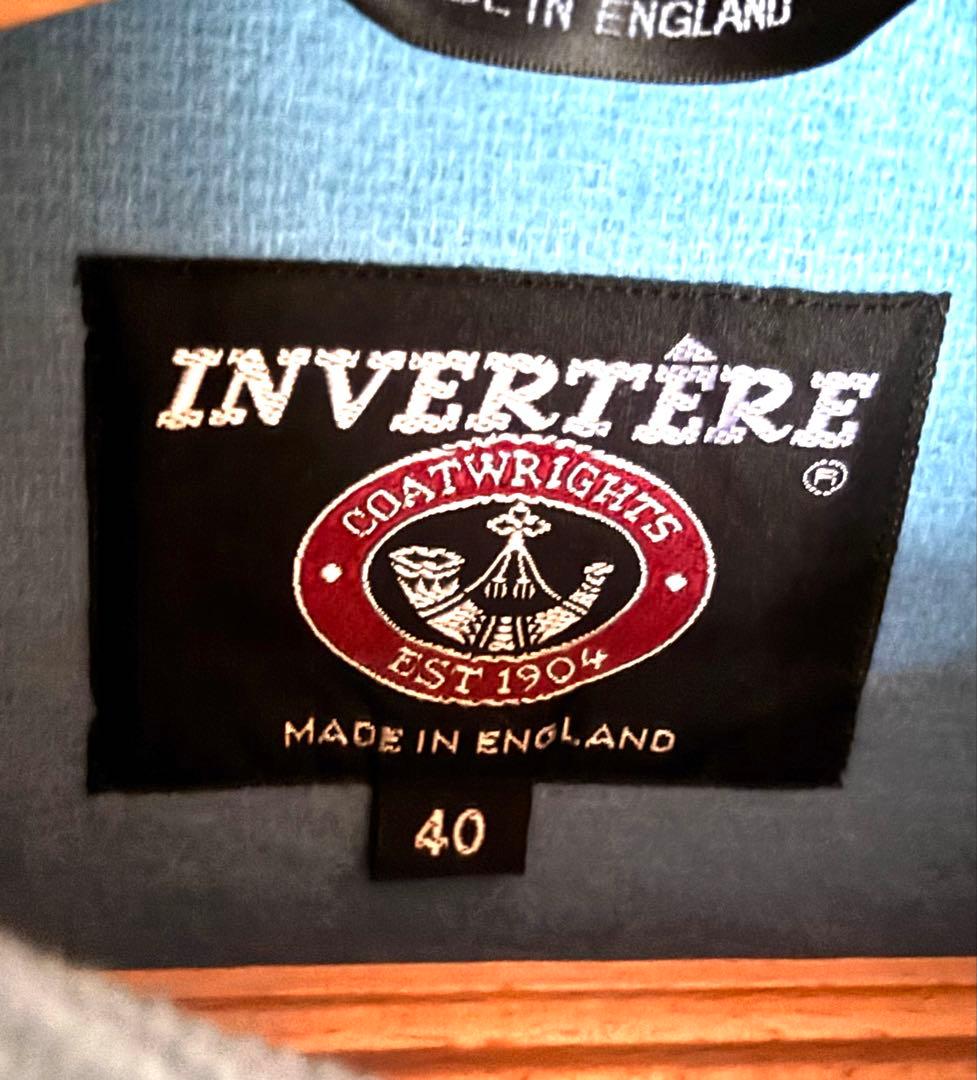 IN ENGLAND
INVERTÊRE
®
COATWRIGHTS
EST 1904
MADE IN ENGLAND
40